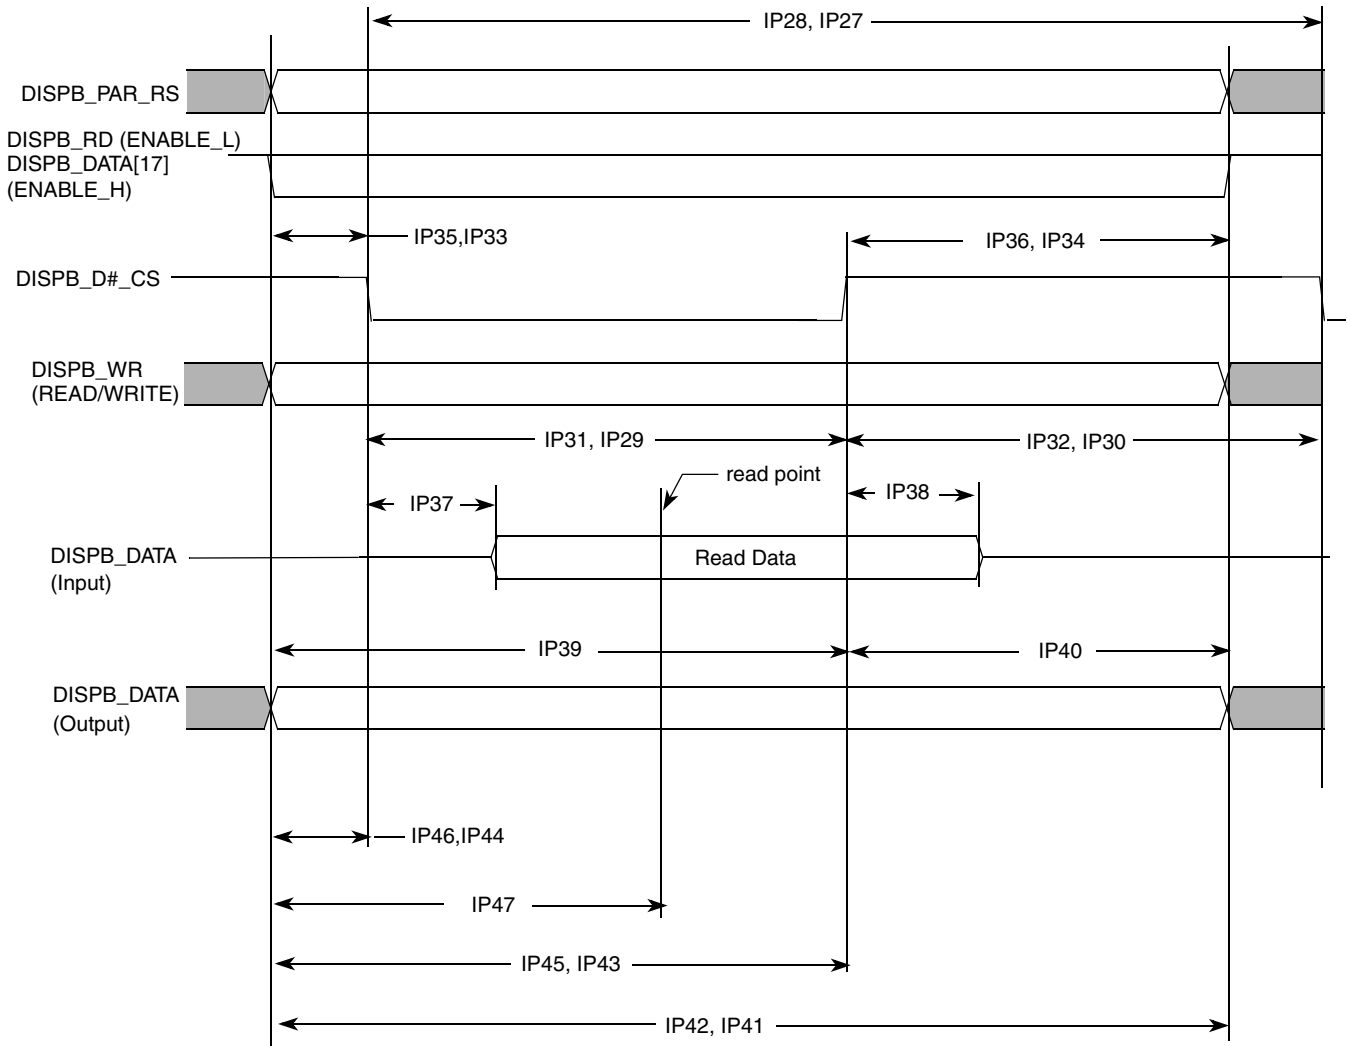 IP28, IP27
DISPB_PAR_RS
DISPB_RD (ENABLE_L)
DISPB_DATA[17]
(ENABLE_H)
IP35,IP33
IP36, IP34
DISPB_D#_CS
DISPB_WR
(READ/WRITE)
IP31, IP29
IP32, IP30
read point
IP37
IP38
DISPB_DATA
(Input)
Read Data
IP39
IP40
DISPB_DATA
(Output)
IP46,IP44
IP47
IP45, IP43
IP42, IP41